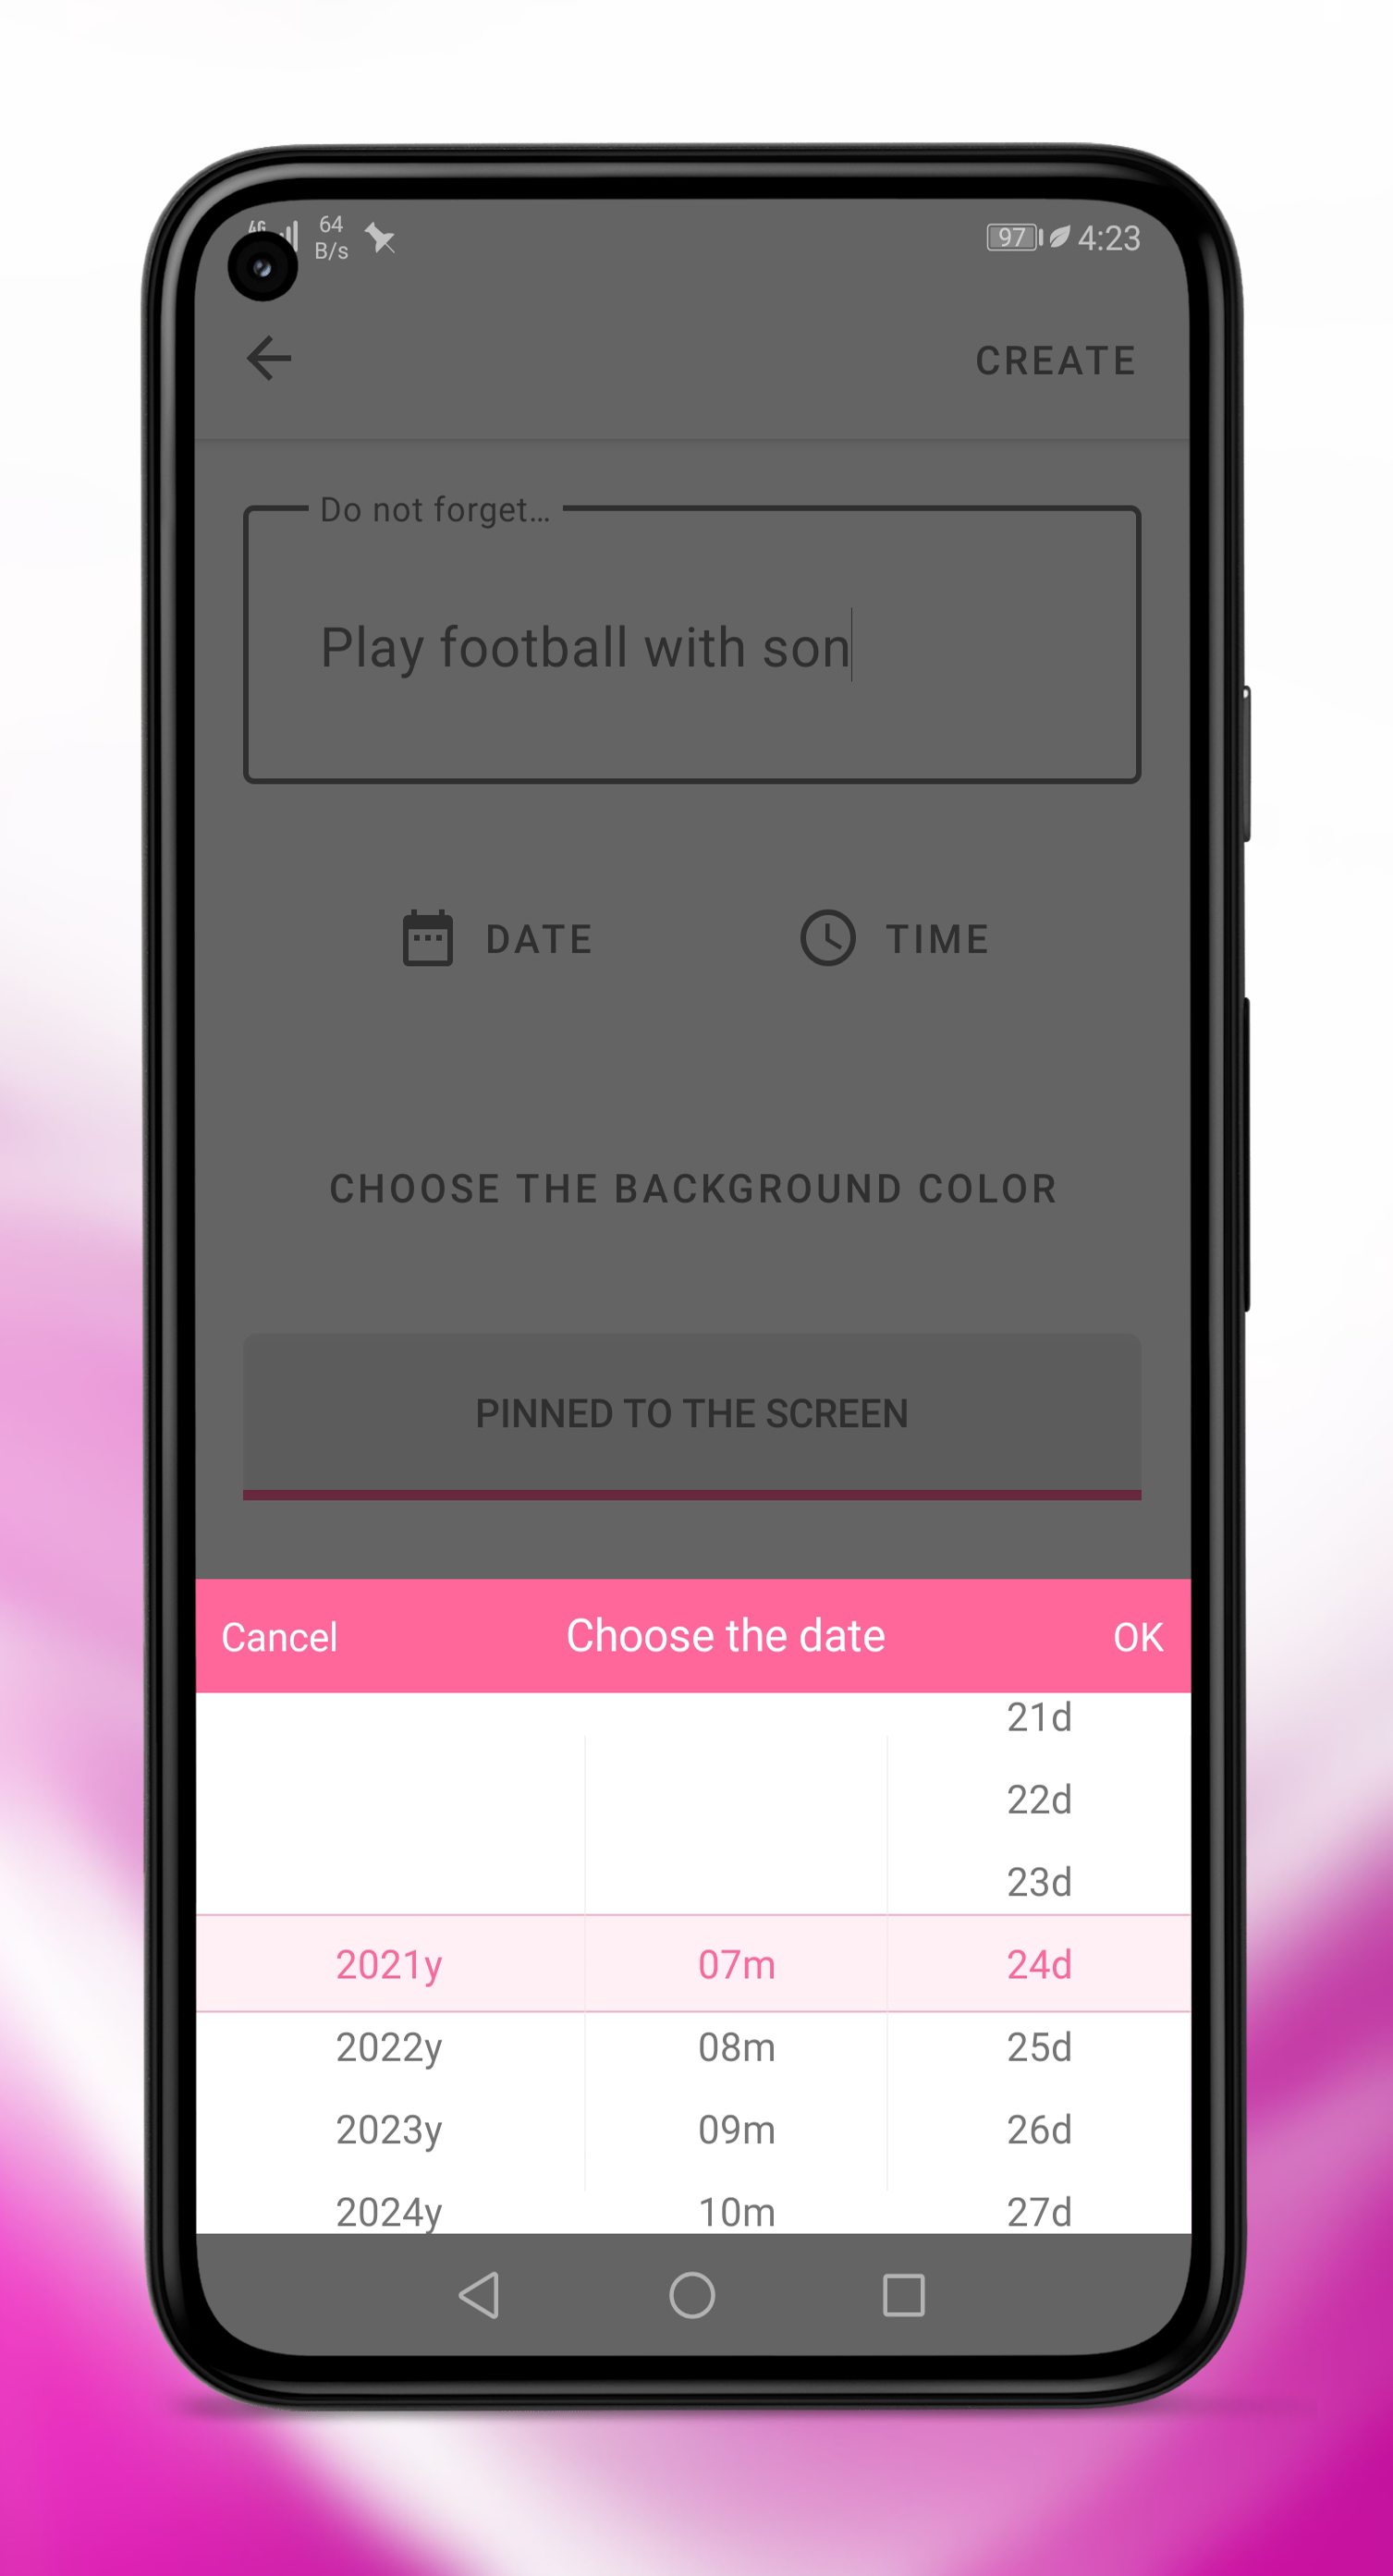 4G 64 B/s 97 4:23
CREATE
Do not forget...
Play football with son
DATE TIME
CHOOSE THE BACKGROUND COLOR
PINNED TO THE SCREEN
Cancel Choose the date OK
21d
22d
23d
2021y 07m 24d
2022y 08m 25d
2023y 09m 26d
2024y 10m 27d